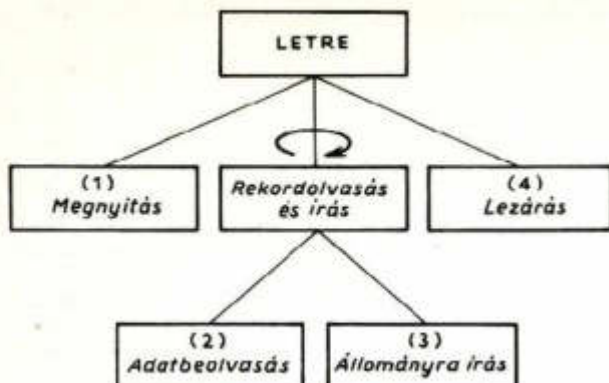 LETRE
(1)
Megnyitás
Rekordolvasás
és írás
(4)
Lezárás
(2)
Adatbeolvasás
(3)
Állományra írás